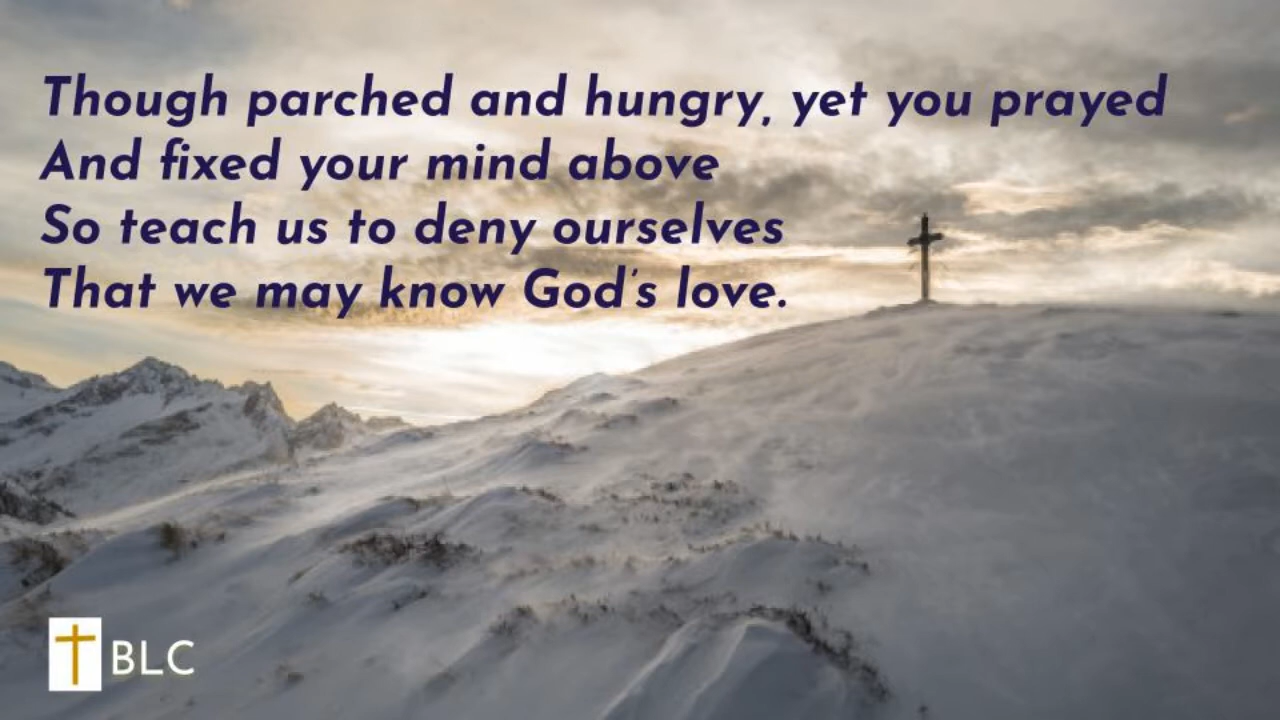 Though parched and hungry, yet you prayed
And fixed your mind above
So teach us to deny ourselves
That we may know God's love.
BLC